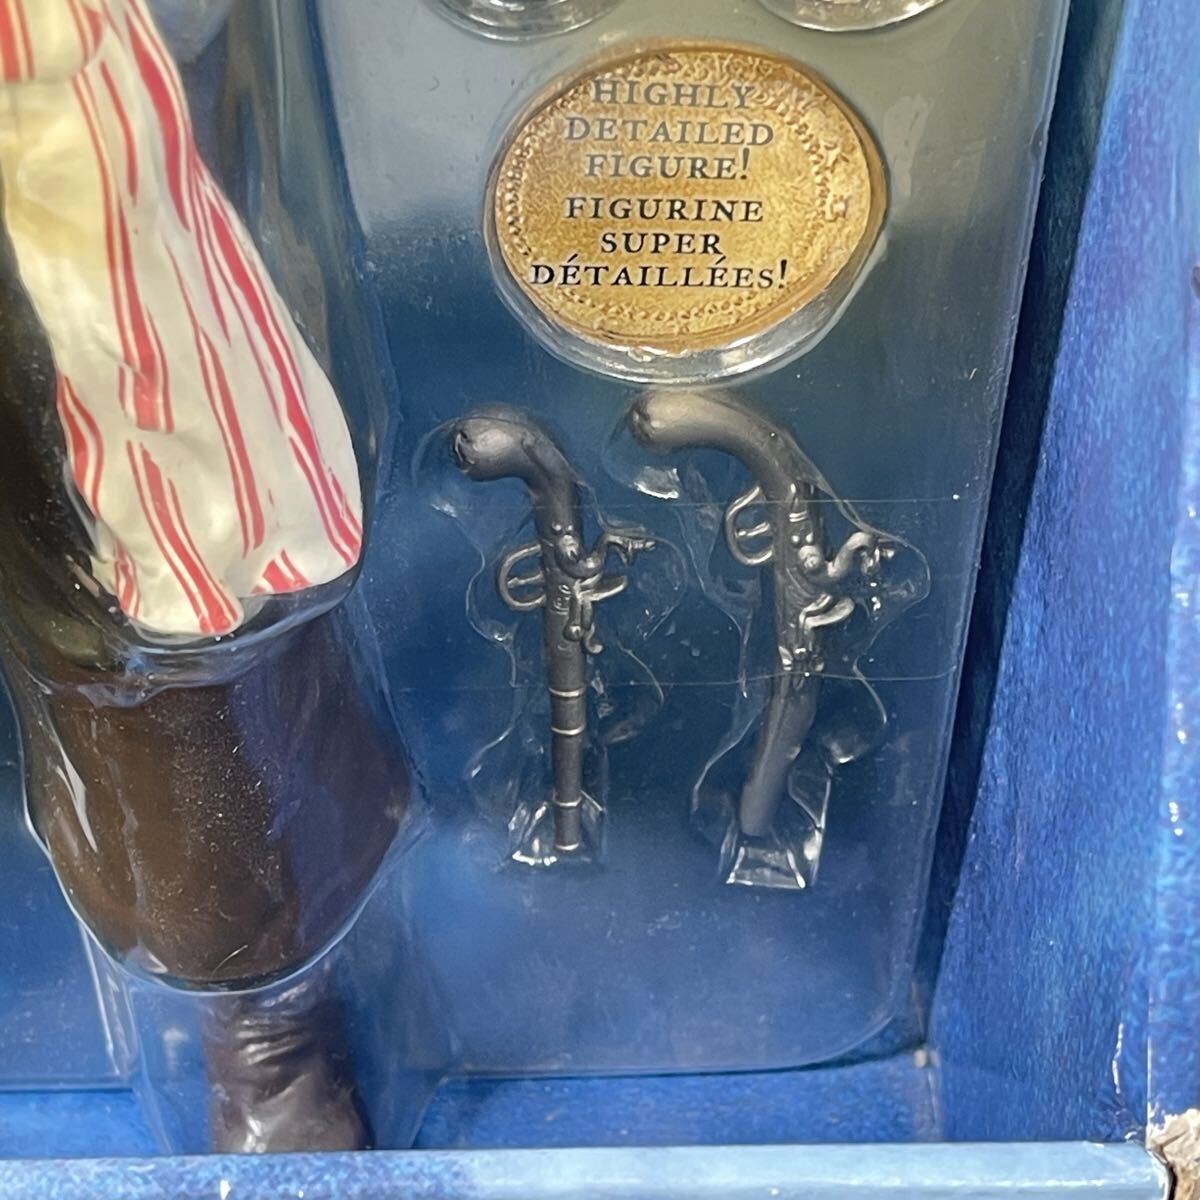 HIGHLY
DETAILED
FIGURE!
FIGURINE
SUPER
DÉTAILLÉES!